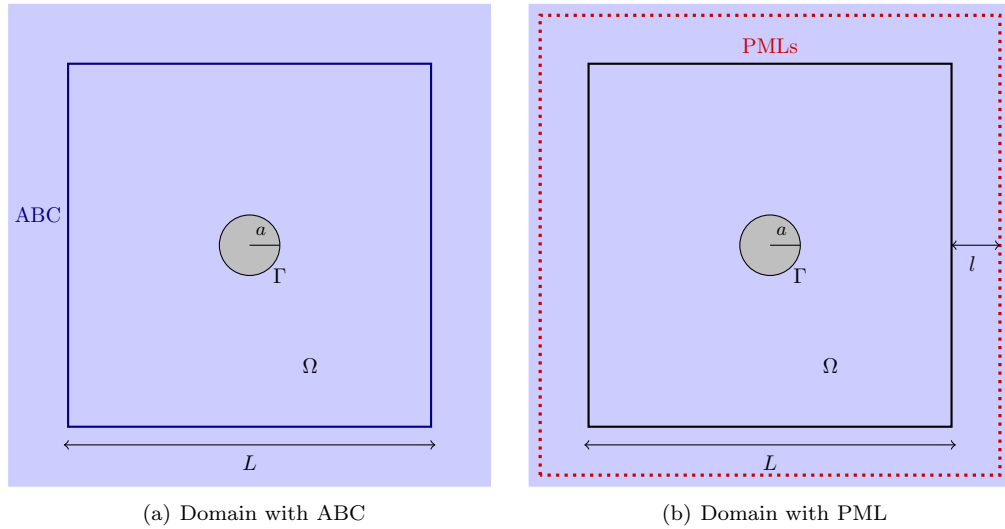 ABC
a
Γ
Ω
L
(a) Domain with ABC
PMLs
a
Γ
l
Ω
L
(b) Domain with PML